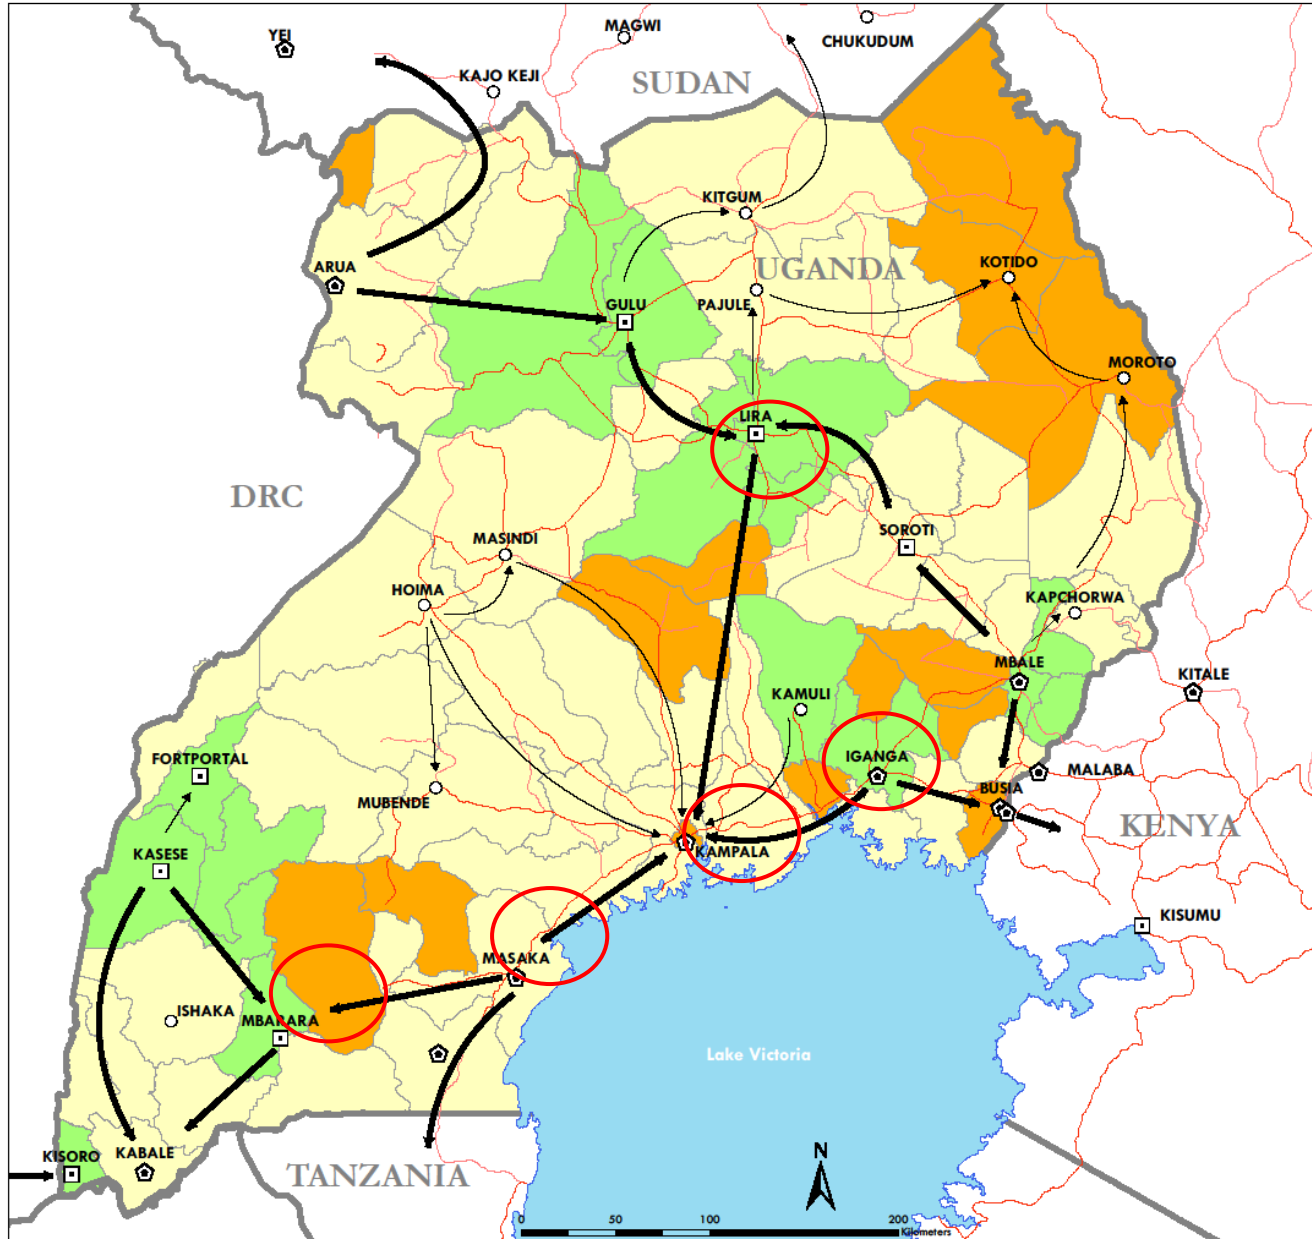 YEI
MAGWI
CHUKUDUM
KAJO KEJI
SUDAN
KITGUM
ARUA
UGANDA
KOTIDO
GULU
PAJULE
MOROTO
LIRA
DRC
SOROTI
MASINDI
HOIMA
KAPCHORWA
MBALE
KITALE
KAMULI
FORTPORTAL
IGANGA
MALABA
MUBENDE
BUSIA
KENYA
KASESE
KAMPALA
KISUMU
MASAKA
ISHAKA
MBARARA
Lake Victoria
KISORO
KABALE
TANZANIA
N
0 50 100 200
Kilometers